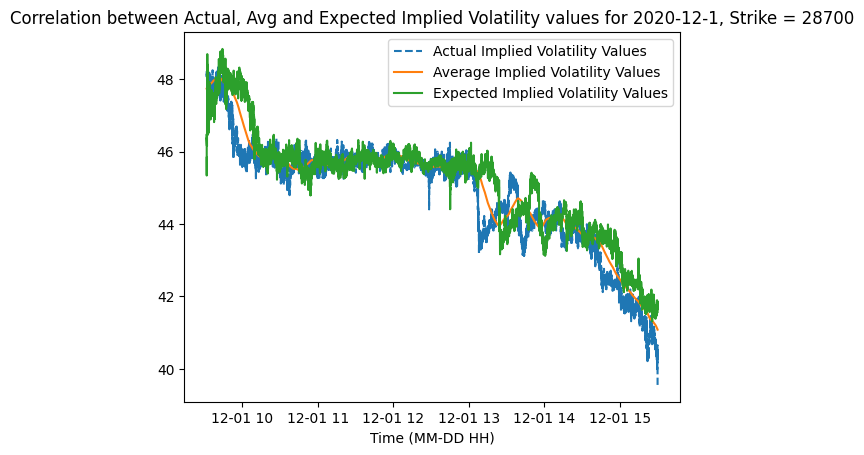 Correlation between Actual, Avg and Expected Implied Volatility values for 2020-12-1, Strike = 28700
Actual Implied Volatility Values
Average Implied Volatility Values
Expected Implied Volatility Values
48
46
44
42
40
12-01 10 12-01 11 12-01 12 12-01 13 12-01 14 12-01 15
Time (MM-DD HH)